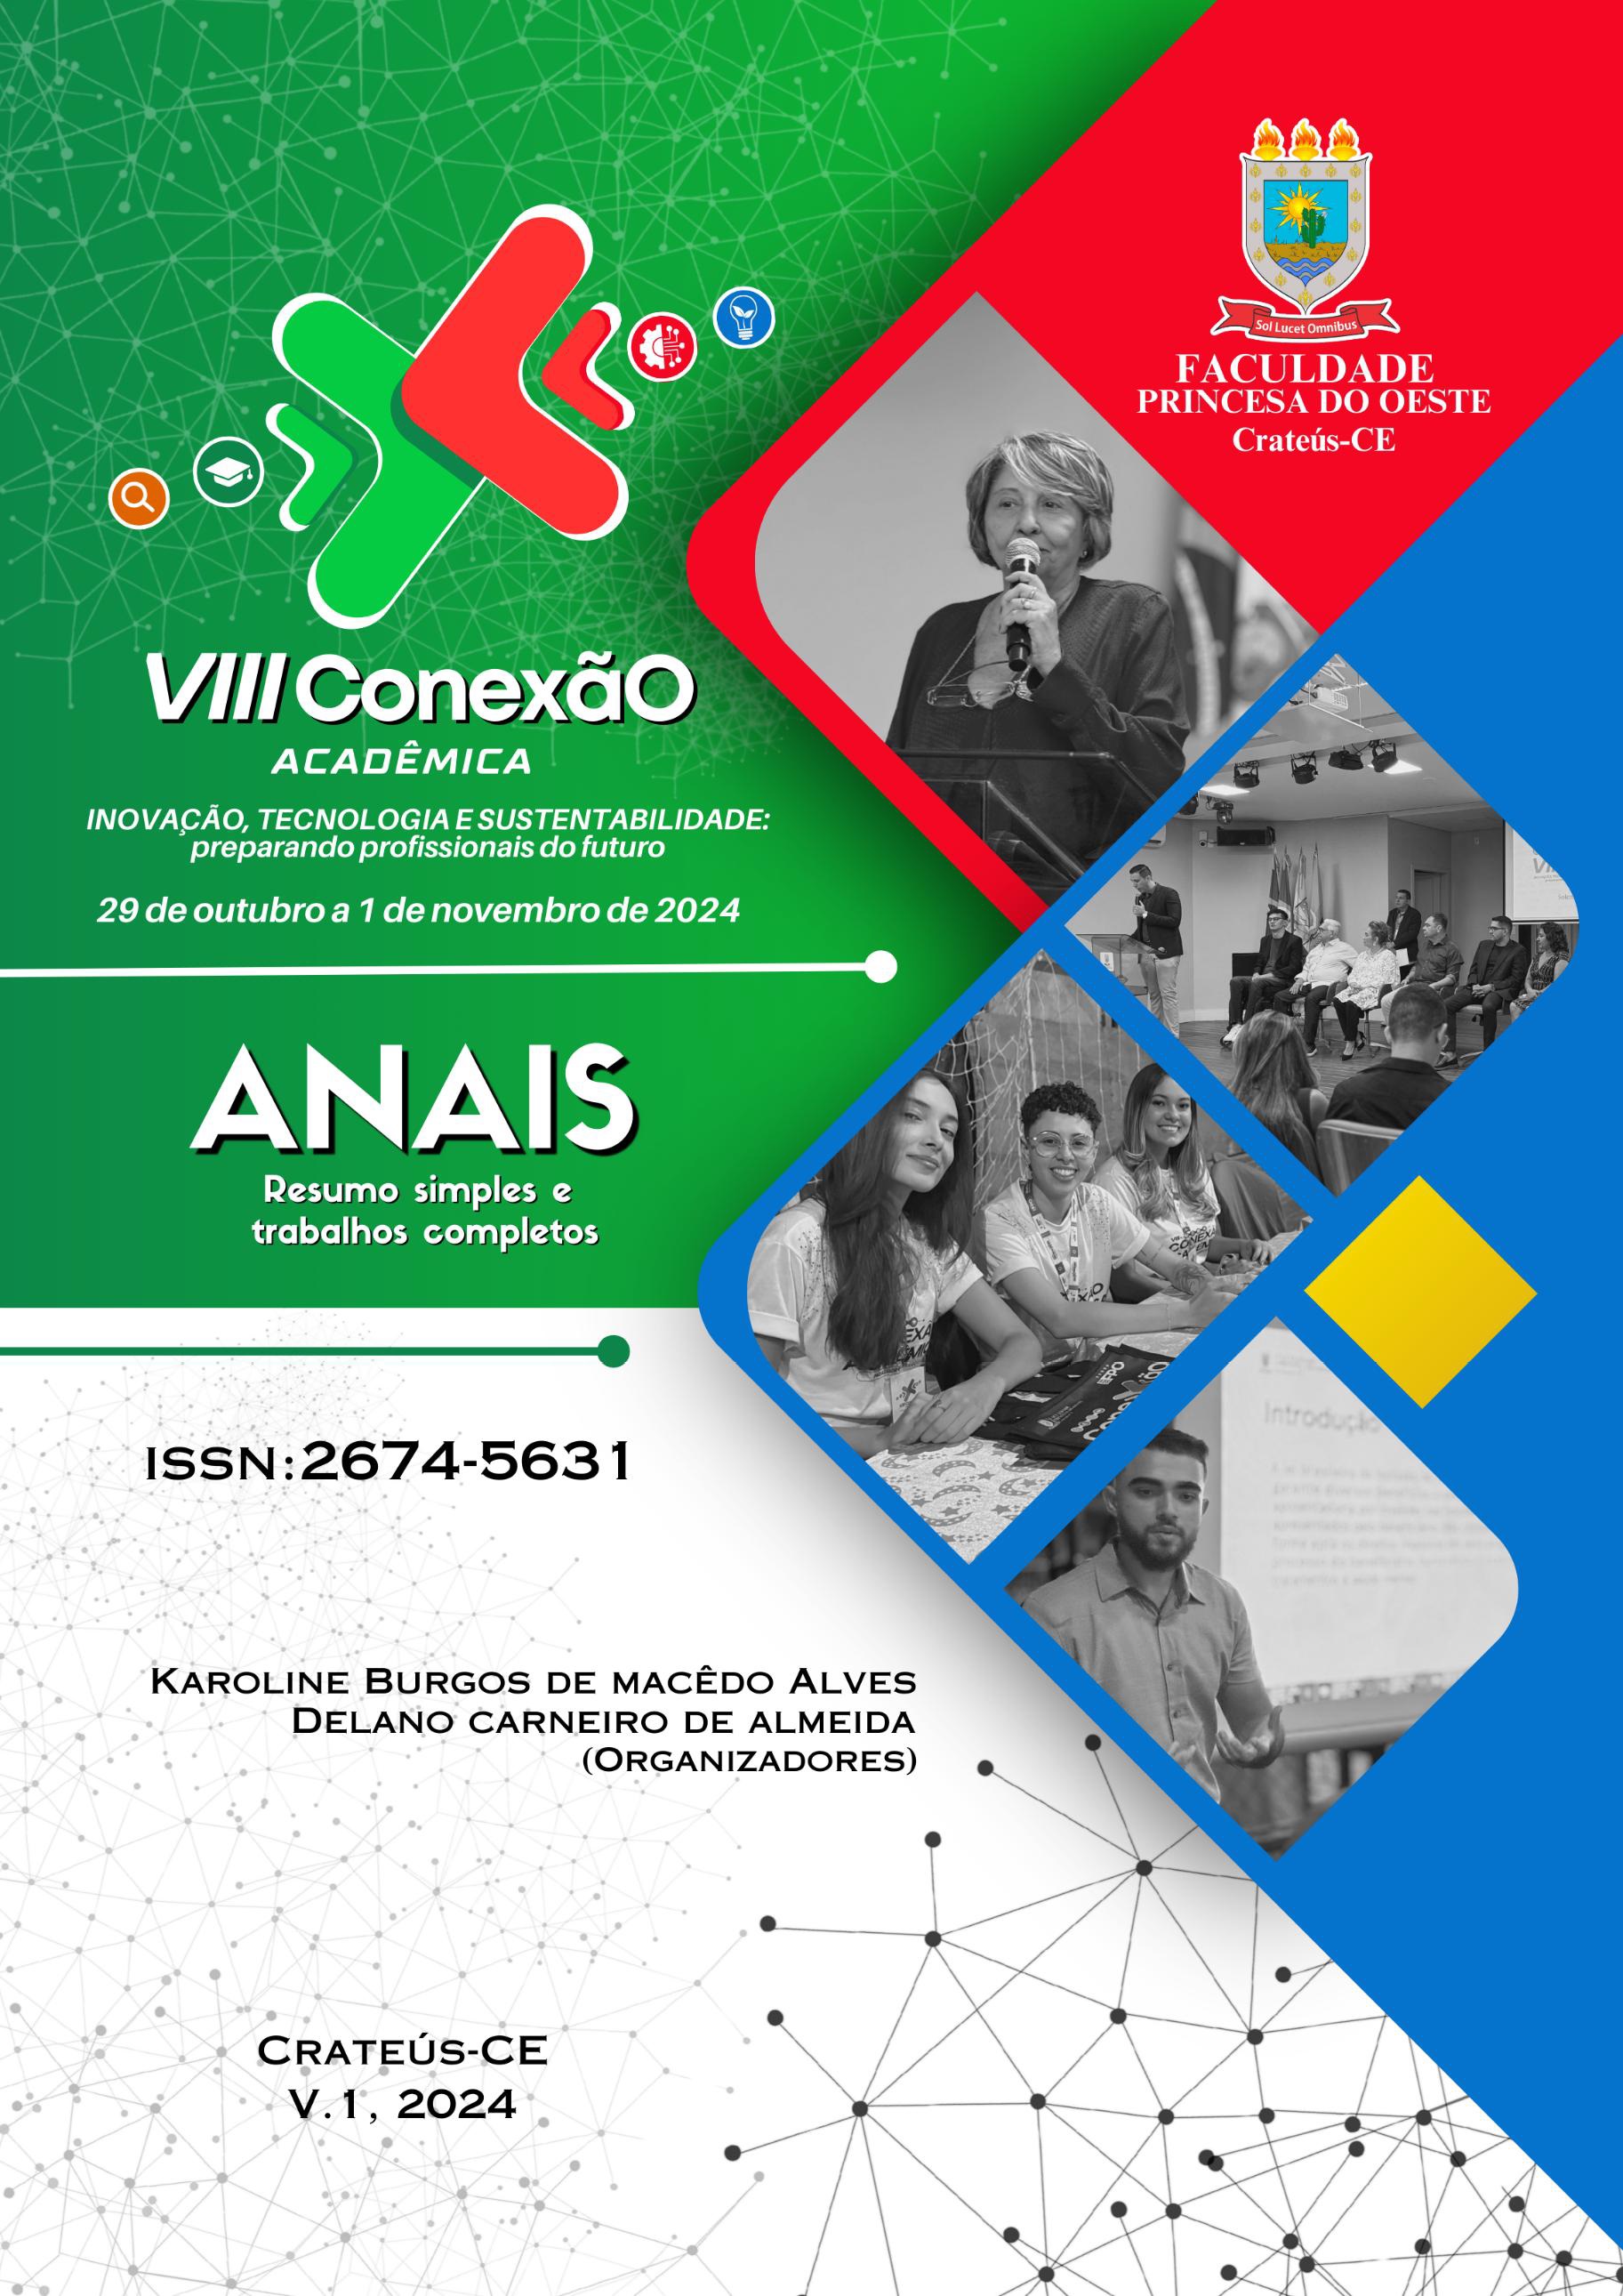 Sol Lucet Omnibus
FACULDADE
PRINCESA DO OESTE
Crateús-CE
VIII ConexãO
ACADÊMICA
INOVAÇÃO, TECNOLOGIA E SUSTENTABILIDADE:
preparando profissionais do futuro
29 de outubro a 1 de novembro de 2024
ANAIS
Resumo simples e
trabalhos completos
ISSN:2674-5631
Introdução
KAROLINE BURGOS DE MACÊDO ALVES
DELANO CARNEIRO DE ALMEIDA
(ORGANIZADORES)
CRATEÚS-CE
V.1, 2024